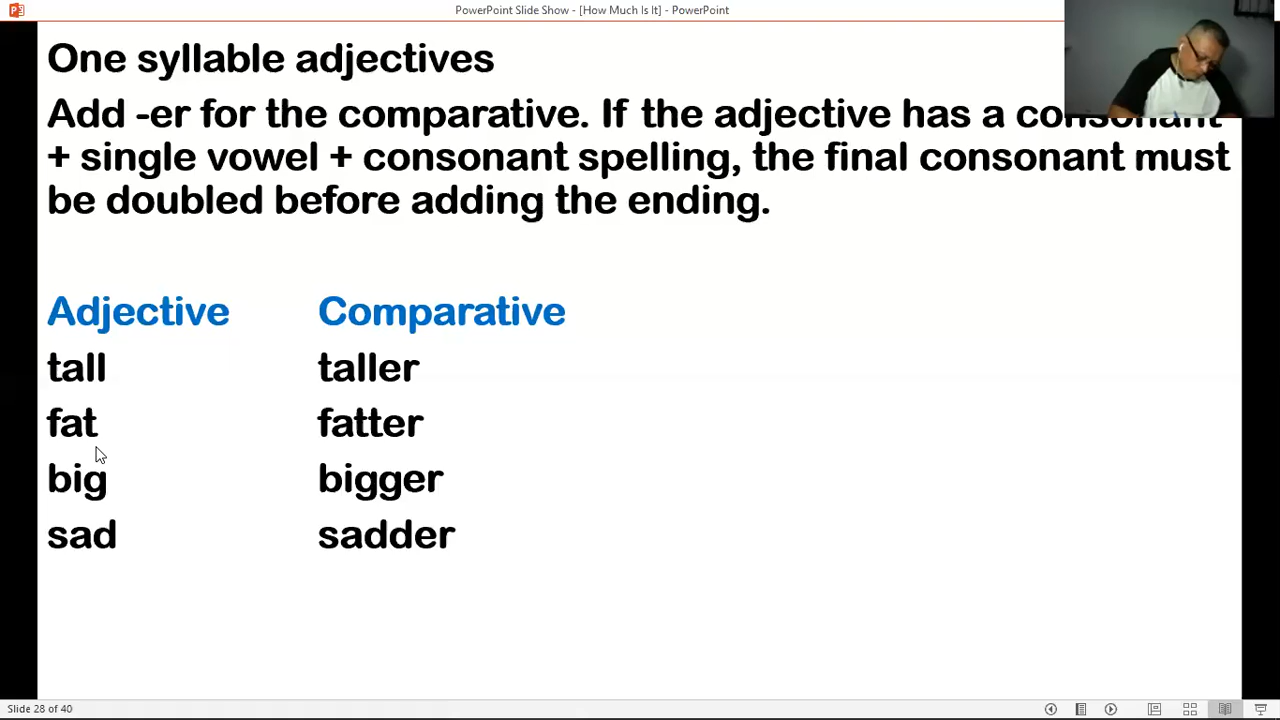 PowerPoint Slide Show - [How Much Is It] - PowerPoint
One syllable adjectives
Add -er for the comparative. If the adjective has a consonant
+ single vowel + consonant spelling, the final consonant must
be doubled before adding the ending.
Adjective Comparative
tall taller
fat fatter
big bigger
sad sadder
Slide 28 of 40